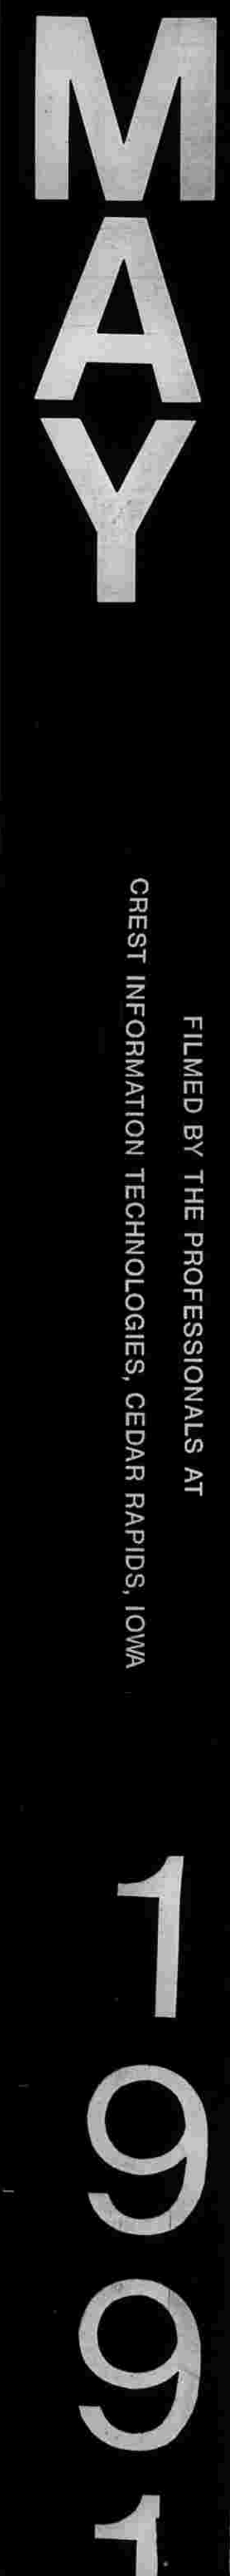 MAY
FILMED BY THE PROFESSIONALS AT
CREST INFORMATION TECHNOLOGIES, CEDAR RAPIDS, IOWA
1991